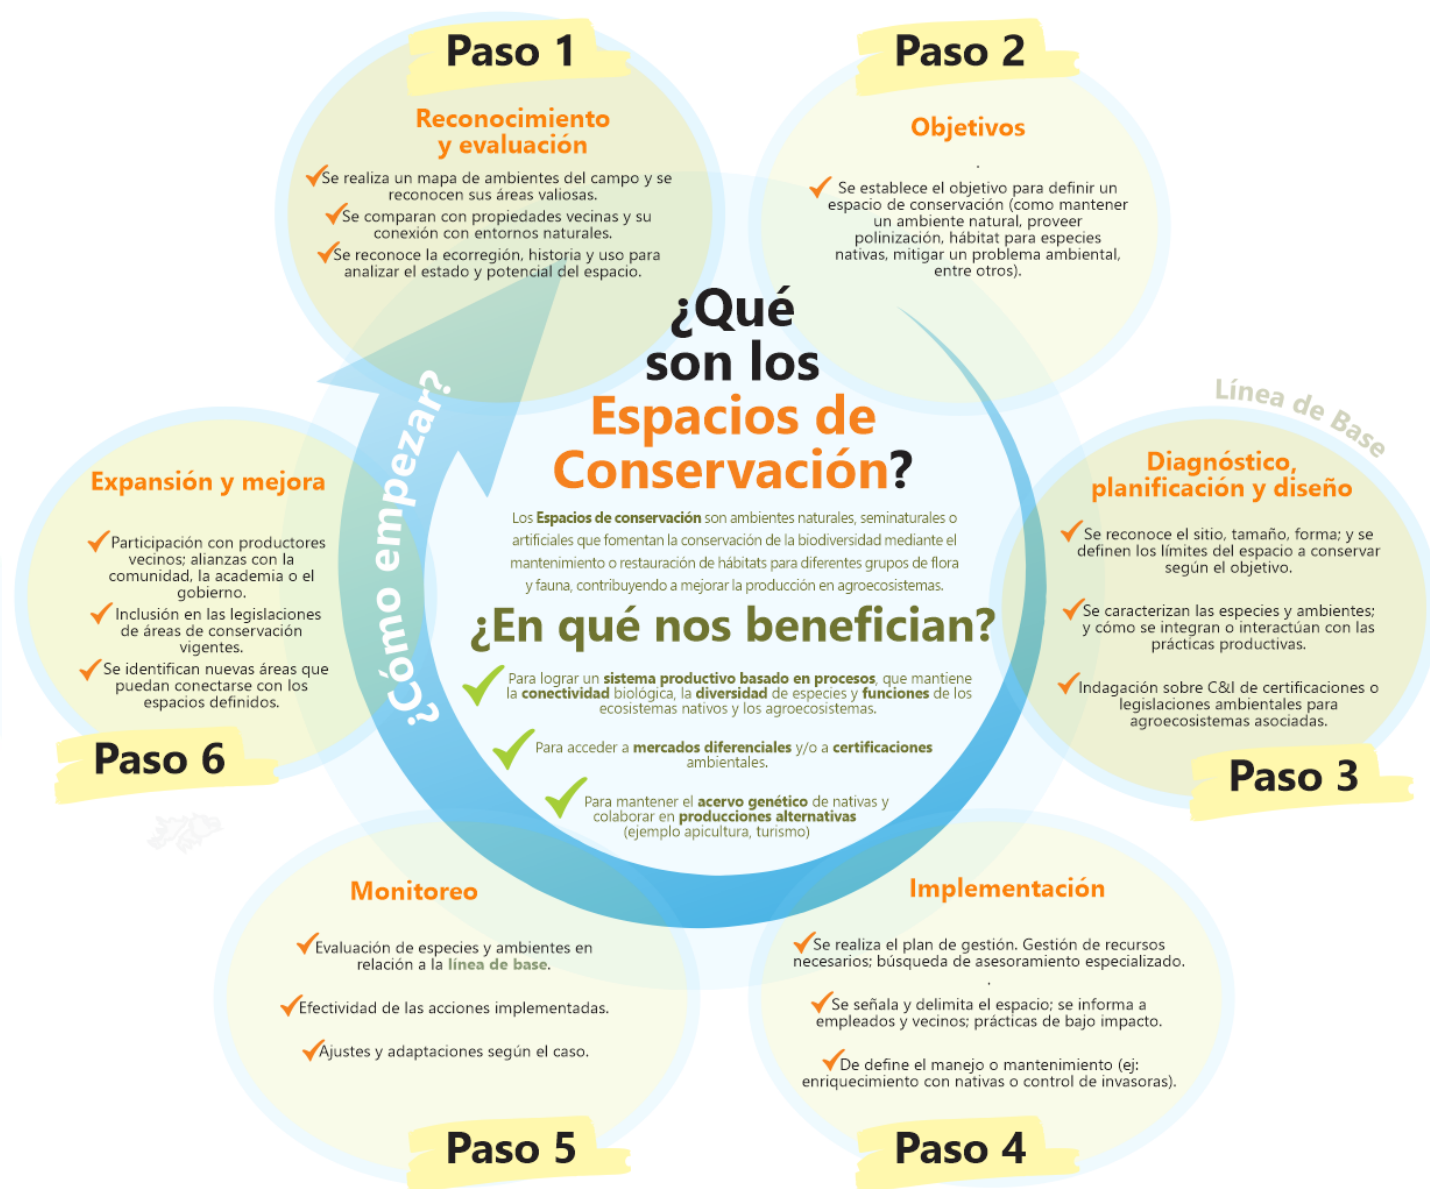 Paso 1
Reconocimiento
y evaluación
Se realiza un mapa de ambientes del campo y se
reconocen sus áreas valiosas.
Se comparan con propiedades vecinas y su
conexión con entornos naturales.
Se reconoce la ecorregión, historia y uso para
analizar el estado y potencial del espacio.
Paso 2
Objetivos
.
Se establece el objetivo para definir un
espacio de conservación (como mantener
un ambiente natural, proveer
polinización, hábitat para especies
nativas, mitigar un problema ambiental,
entre otros).
¿Qué
son los
Espacios de
Conservación?
Los Espacios de conservación son ambientes naturales, seminaturales o
artificiales que fomentan la conservación de la biodiversidad mediante el
mantenimiento o restauración de hábitats para diferentes grupos de flora
y fauna, contribuyendo a mejorar la producción en agroecosistemas.
¿En qué nos benefician?
Para lograr un sistema productivo basado en procesos, que mantiene
la conectividad biológica, la diversidad de especies y funciones de los
ecosistemas nativos y los agroecosistemas.
Para acceder a mercados diferenciales y/o a certificaciones
ambientales.
Para mantener el acervo genético de nativas y
colaborar en producciones alternativas
(ejemplo apicultura, turismo)
¿Cómo empezar?
Línea de Base
Diagnóstico,
planificación y diseño
Se reconoce el sitio, tamaño, forma; y se
definen los límites del espacio a conservar
según el objetivo.
Se caracterizan las especies y ambientes;
y cómo se integran o interactúan con las
prácticas productivas.
Indagación sobre C&I de certificaciones o
legislaciones ambientales para
agroecosistemas asociadas.
Paso 3
Implementación
Se realiza el plan de gestión. Gestión de recursos
necesarios; búsqueda de asesoramiento especializado.
.
Se señala y delimita el espacio; se informa a
empleados y vecinos; prácticas de bajo impacto.
De define el manejo o mantenimiento (ej:
enriquecimiento con nativas o control de invasoras).
Paso 4
Monitoreo
Evaluación de especies y ambientes en
relación a la línea de base.
Efectividad de las acciones implementadas.
Ajustes y adaptaciones según el caso.
Paso 5
Expansión y mejora
Participación con productores
vecinos; alianzas con la
comunidad, la academia o el
gobierno.
Inclusión en las legislaciones
de áreas de conservación
vigentes.
Se identifican nuevas áreas que
puedan conectarse con los
espacios definidos.
Paso 6